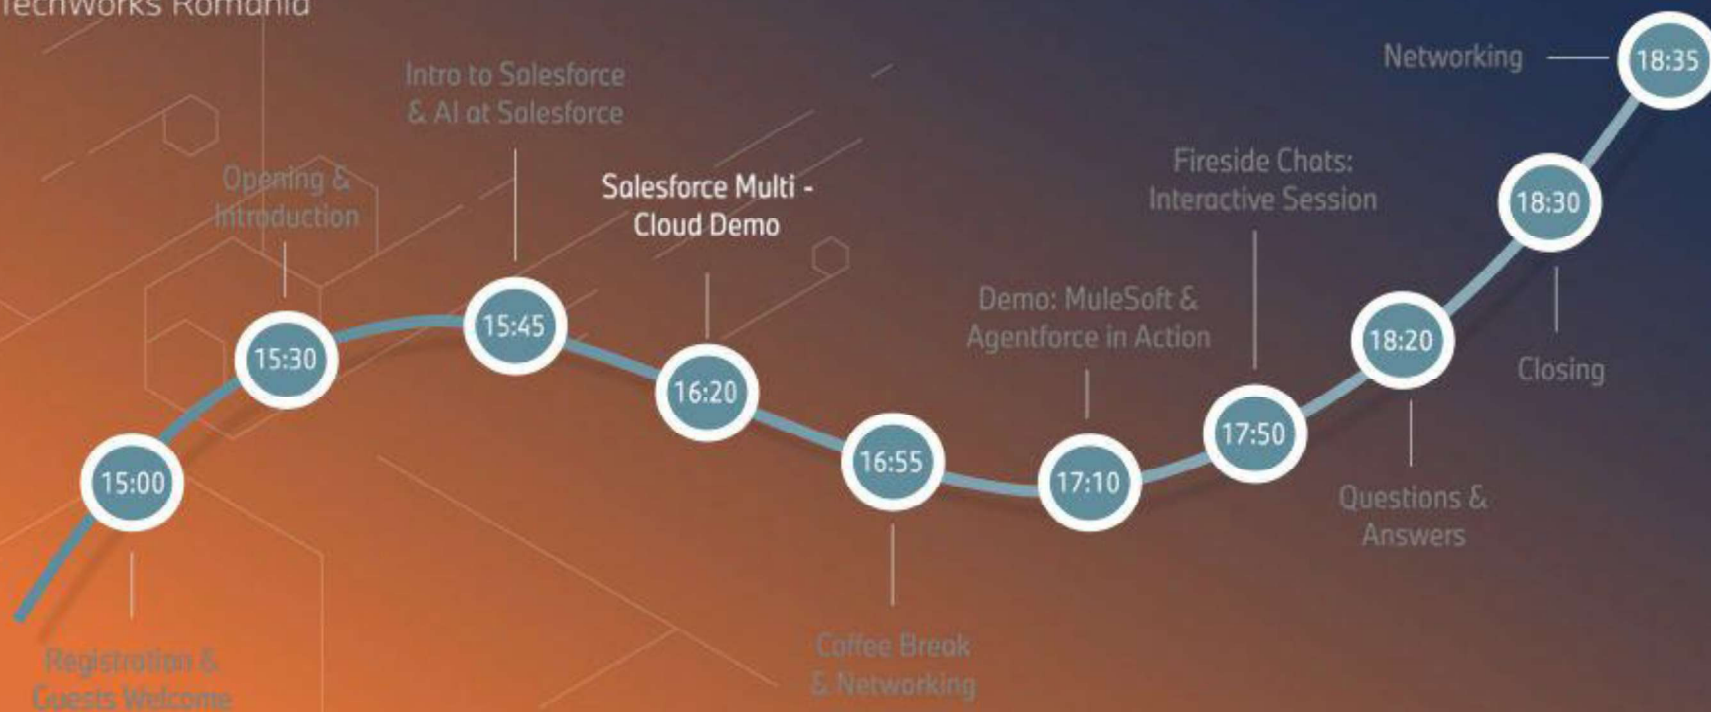 TechWorks Romania
Registration &
Guests Welcome
15:00
Opening &
Introduction
15:30
Intro to Salesforce
& AI at Salesforce
15:45
Salesforce Multi -
Cloud Demo
16:20
16:55
Coffee Break
& Networking
Demo: MuleSoft &
Agentforce in Action
17:10
Fireside Chats:
Interactive Session
17:50
18:20
Questions &
Answers
18:30
Closing
Networking
18:35